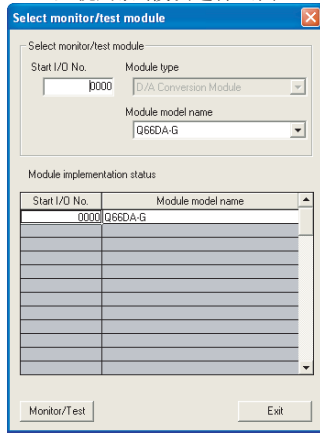 Select monitor/test module
Select monitor/test module
Start I/O No. Module type
0000 D/A Conversion Module
Module model name
Q66DA-G
Module implementation status
Start I/O No. Module model name
0000 Q66DA-G
Monitor/Test Exit